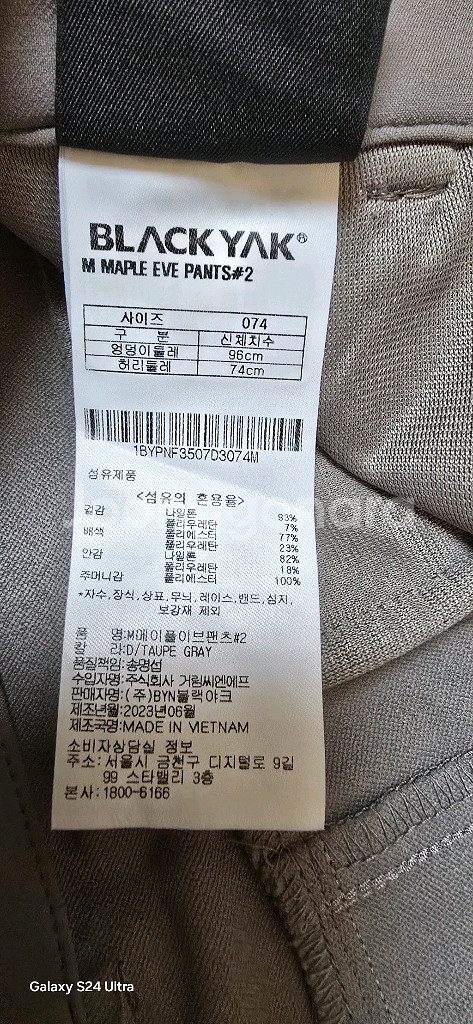 BLACKYAK®
M MAPLE EVE PANTS#2
사이즈 074
구 분 신체치수
엉덩이둘레 96cm
허리둘레 74cm
1BYPNF3507D3074M
섬유제품
<섬유의 혼용율>
겉감 나일론 93%
폴리우레탄 7%
배색 폴리에스터 77%
폴리우레탄 23%
안감 나일론 82%
폴리우레탄 18%
주머니감 폴리에스터 100%
*자수,장식,상표,무늬,레이스,밴드,심지,
보강재 제외
품 명:M메이플이브팬츠#2
칼 라:D/TAUPE GRAY
품질책임:송명섭
수입자명:주식회사 거림씨엔에프
판매자명:(주)BYN블랙야크
제조년월:2023년06월
제조국명:MADE IN VIETNAM
소비자상담실 정보
주소:서울시 금천구 디지털로 9길
99 스타밸리 3층
본사:1800-6166
Galaxy S24 Ultra